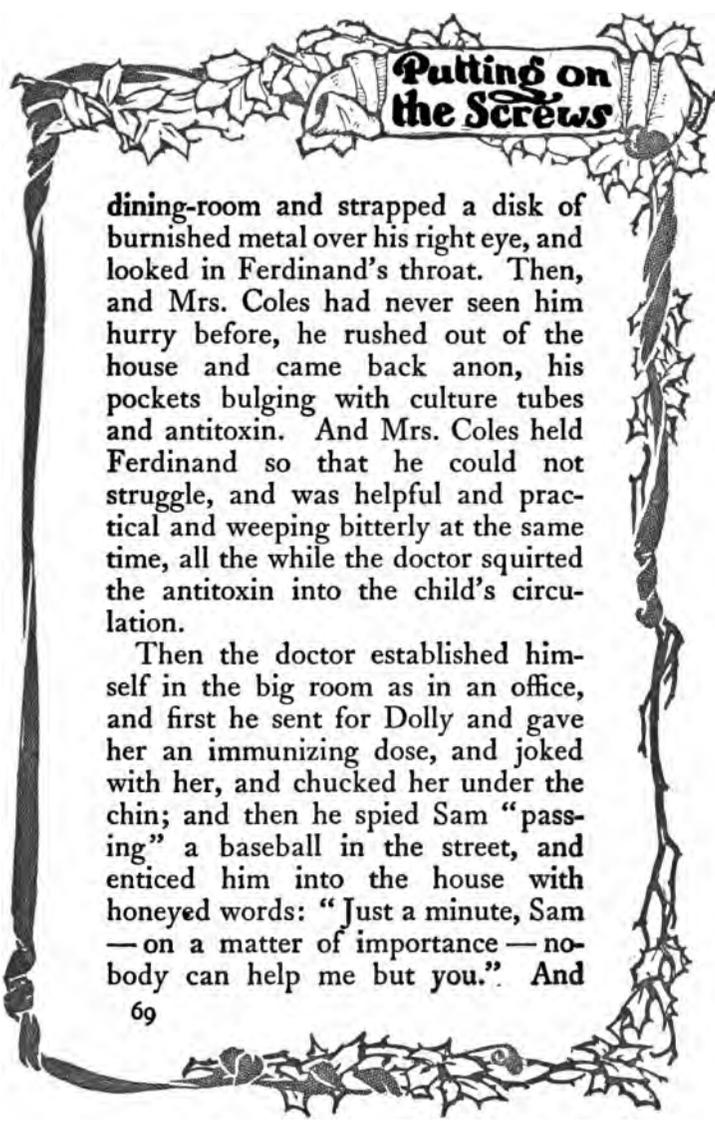 Putting on
the Screws
dining-room and strapped a disk of
burnished metal over his right eye, and
looked in Ferdinand's throat. Then,
and Mrs. Coles had never seen him
hurry before, he rushed out of the
house and came back anon, his
pockets bulging with culture tubes
and antitoxin. And Mrs. Coles held
Ferdinand so that he could not
struggle, and was helpful and prac-
tical and weeping bitterly at the same
time, all the while the doctor squirted
the antitoxin into the child's circu-
lation.
Then the doctor established him-
self in the big room as in an office,
and first he sent for Dolly and gave
her an immunizing dose, and joked
with her, and chucked her under the
chin; and then he spied Sam “pass-
ing” a baseball in the street, and
enticed him into the house with
honeyed words: “Just a minute, Sam
— on a matter of importance — no-
body can help me but you.” And
69